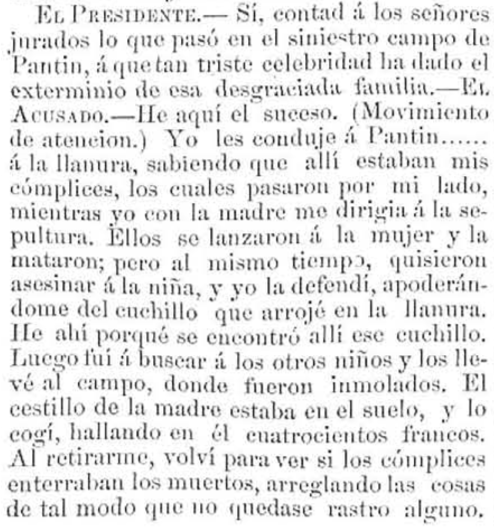 EL PRESIDENTE.— Sí, contad á los señores
jurados lo que pasó en el siniestro campo de
Pantin, á que tan triste celebridad ha dado el
exterminio de esa desgraciada familia.—EL
ACUSADO.—He aquí el suceso. (Movimiento
de atencion.) Yo les conduje á Pantin......
á la llanura, sabiendo que allí estaban mis
cómplices, los cuales pasaron por mi lado,
mientras yo con la madre me dirigia á la se-
pultura. Ellos se lanzaron á la mujer y la
mataron; pero al mismo tiempo, quisieron
asesinar á la niña, y yo la defendí, apoderán-
dome del cuchillo que arrojé en la llanura.
He ahí porqué se encontró allí ese cuchillo.
Luego fuí á buscar á los otros niños y los lle-
vé al campo, donde fueron inmolados. El
cestillo de la madre estaba en el suelo, y lo
cogí, hallando en él cuatrocientos francos.
Al retirarme, volví para ver si los cómplices
enterraban los muertos, arreglando las cosas
de tal modo que no quedase rastro alguno.